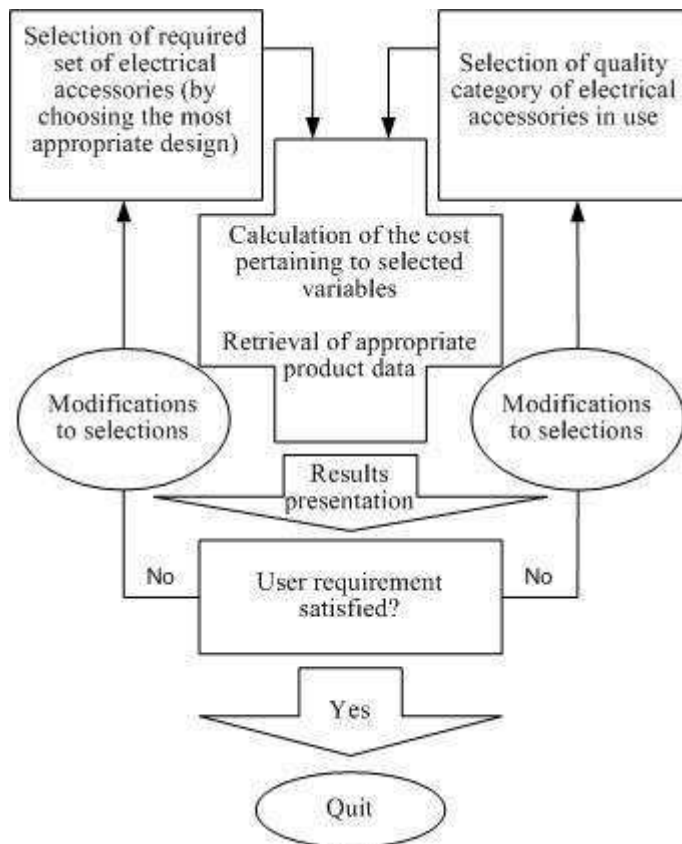 Selection of required
set of electrical
accessories (by
choosing the most
appropriate design)
Selection of quality
category of electrical
accessories in use
Calculation of the cost
pertaining to selected
variables
Retrieval of appropriate
product data
Modifications
to selections
Modifications
to selections
Results
presentation
No
User requirement
satisfied?
No
Yes
Quit